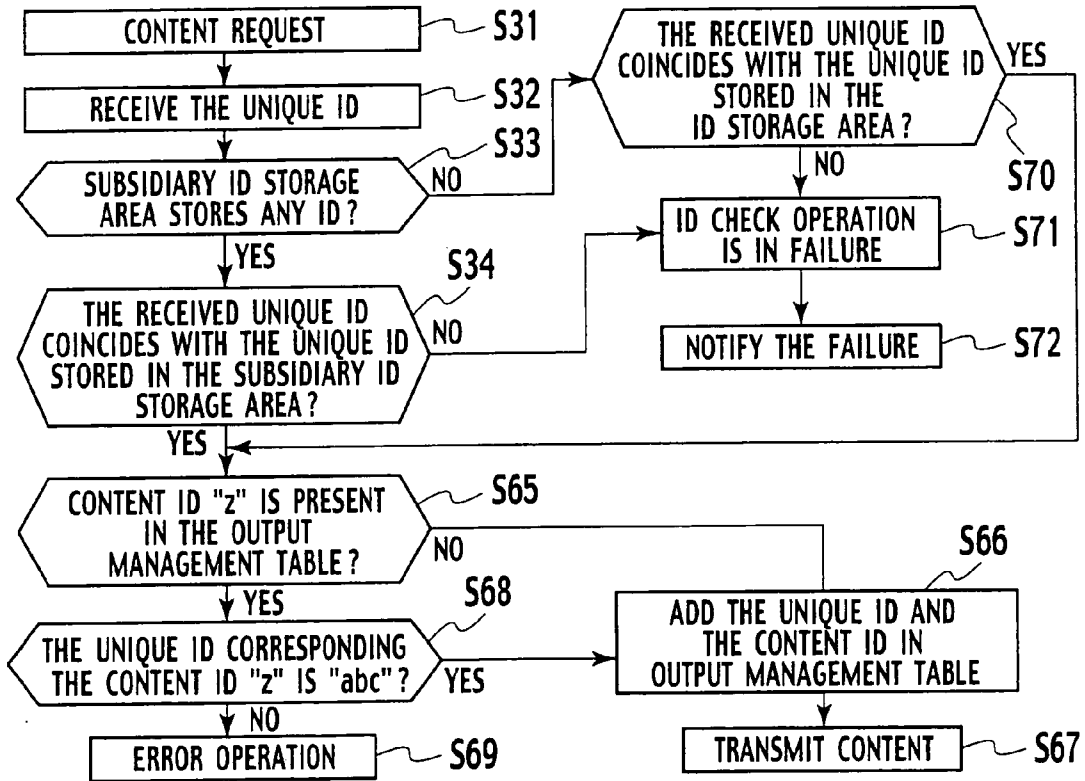 CONTENT REQUEST
S31
RECEIVE THE UNIQUE ID
S32
SUBSIDIARY ID STORAGE
AREA STORES ANY ID?
S33
NO
YES
THE RECEIVED UNIQUE ID
COINCIDES WITH THE UNIQUE ID
STORED IN THE SUBSIDIARY ID
STORAGE AREA?
S34
NO
YES
THE RECEIVED UNIQUE ID
COINCIDES WITH THE UNIQUE ID
STORED IN THE
ID STORAGE AREA?
YES
S70
NO
ID CHECK OPERATION
IS IN FAILURE
S71
NOTIFY THE FAILURE
S72
CONTENT ID "z" IS PRESENT
IN THE OUTPUT
MANAGEMENT TABLE?
S65
NO
YES
THE UNIQUE ID CORRESPONDING
THE CONTENT ID "z" IS "abc"?
S68
YES
NO
ERROR OPERATION
S69
ADD THE UNIQUE ID AND
THE CONTENT ID IN
OUTPUT MANAGEMENT TABLE
S66
TRANSMIT CONTENT
S67